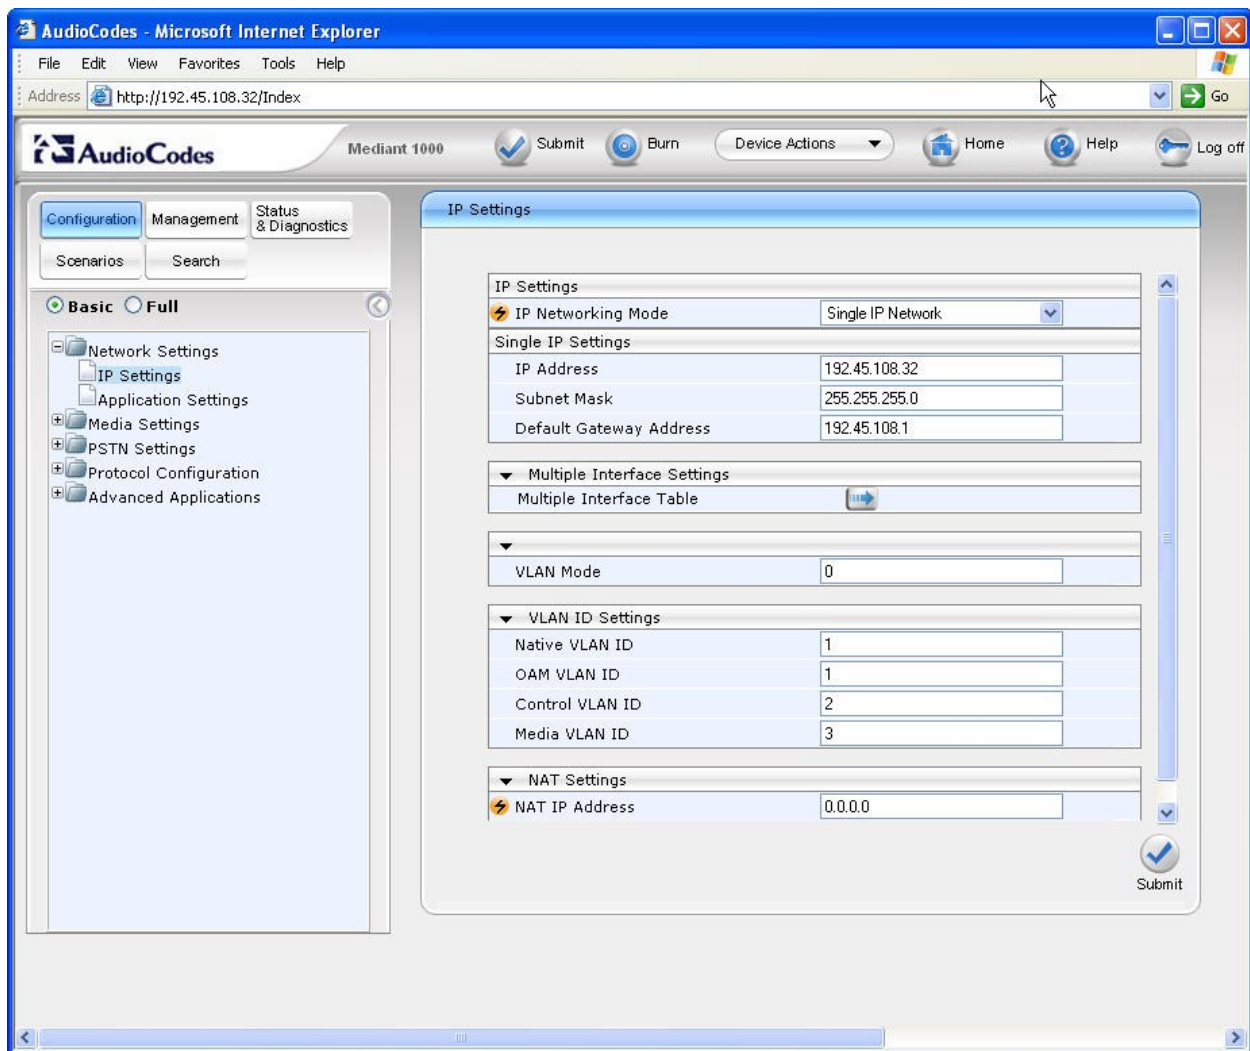 AudioCodes - Microsoft Internet Explorer
File Edit View Favorites Tools Help
Address http://192.45.108.32/Index Go
AudioCodes Mediant 1000 Submit Burn Device Actions Home Help Log off
Configuration Management Status & Diagnostics
Scenarios Search
Basic Full
Network Settings
IP Settings
Application Settings
Media Settings
PSTN Settings
Protocol Configuration
Advanced Applications
IP Settings
IP Settings
IP Networking Mode Single IP Network
Single IP Settings
IP Address 192.45.108.32
Subnet Mask 255.255.255.0
Default Gateway Address 192.45.108.1
Multiple Interface Settings
Multiple Interface Table
VLAN Mode 0
VLAN ID Settings
Native VLAN ID 1
OAM VLAN ID 1
Control VLAN ID 2
Media VLAN ID 3
NAT Settings
NAT IP Address 0.0.0.0
Submit